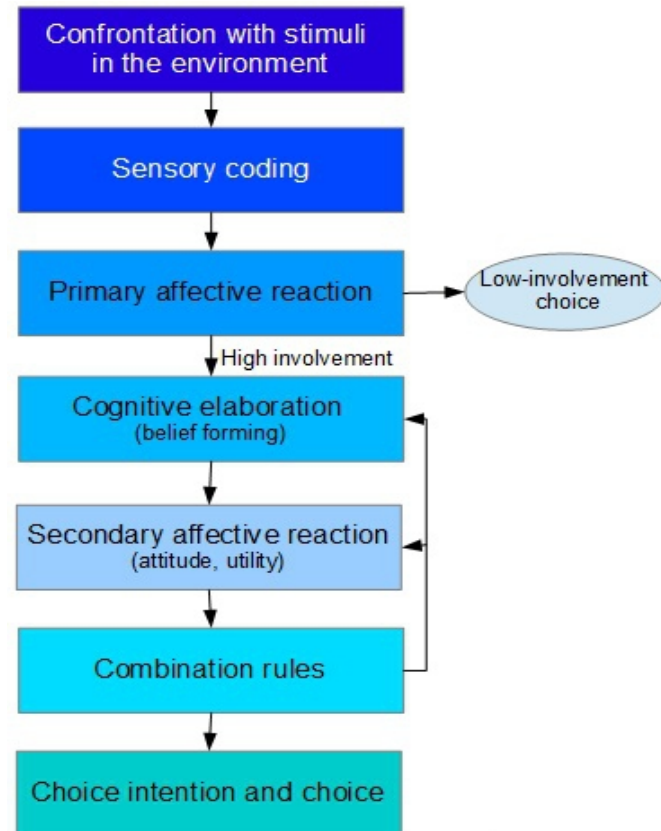 Confrontation with stimuli
in the environment
Sensory coding
Primary affective reaction
Low-involvement
choice
High involvement
Cognitive elaboration
(belief forming)
Secondary affective reaction
(attitude, utility)
Combination rules
Choice intention and choice